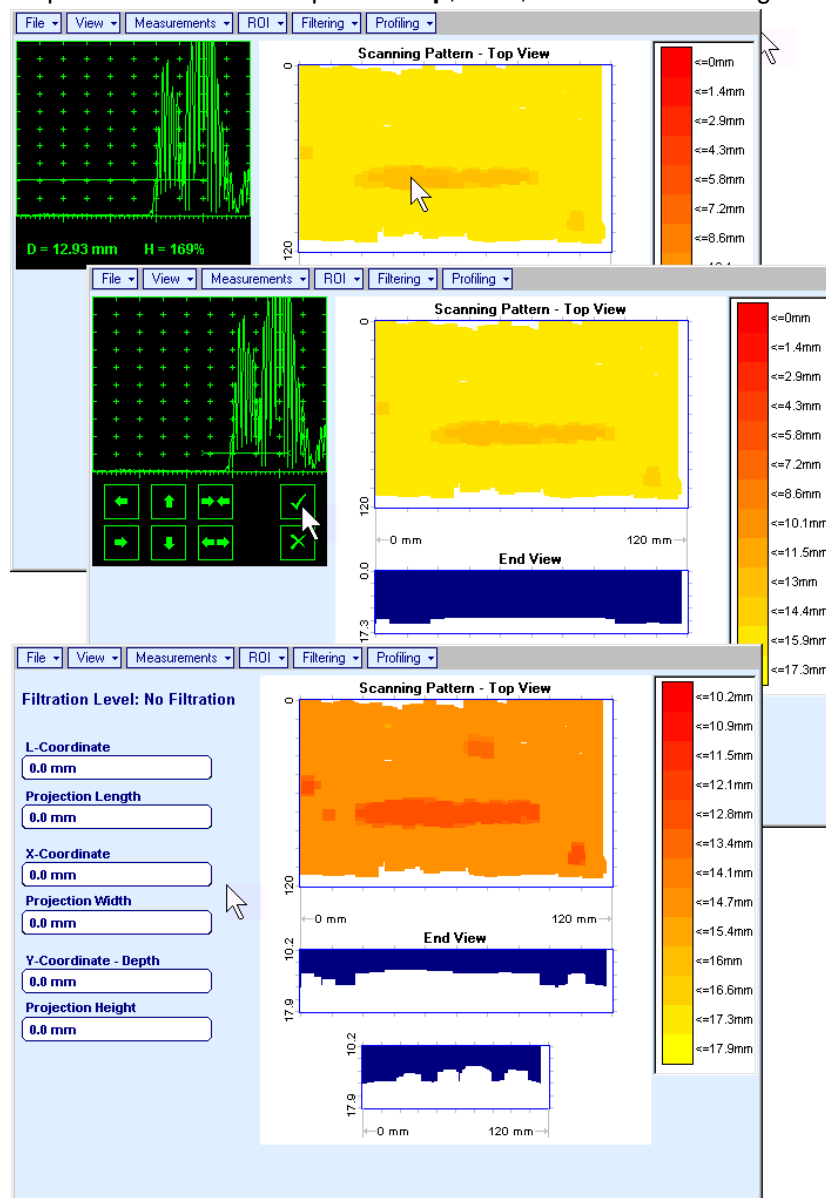 File View Measurements ROI Filtering Profiling
Scanning Pattern - Top View
0
120
D = 12.93 mm H = 169%
<=0mm
<=1.4mm
<=2.9mm
<=4.3mm
<=5.8mm
<=7.2mm
<=8.6mm
File View Measurements ROI Filtering Profiling
Scanning Pattern - Top View
0
120
0 mm 120 mm
End View
0.0
17.3
<=0mm
<=1.4mm
<=2.9mm
<=4.3mm
<=5.8mm
<=7.2mm
<=8.6mm
<=10.1mm
<=11.5mm
<=13mm
<=14.4mm
<=15.9mm
<=17.3mm
File View Measurements ROI Filtering Profiling
Filtration Level: No Filtration
L-Coordinate
0.0 mm
Projection Length
0.0 mm
X-Coordinate
0.0 mm
Projection Width
0.0 mm
Y-Coordinate - Depth
0.0 mm
Projection Height
0.0 mm
Scanning Pattern - Top View
0
120
0 mm 120 mm
End View
10.2
17.9
10.2
17.9
0 mm 120 mm
<=10.2mm
<=10.9mm
<=11.5mm
<=12.1mm
<=12.8mm
<=13.4mm
<=14.1mm
<=14.7mm
<=15.4mm
<=16mm
<=16.6mm
<=17.3mm
<=17.9mm